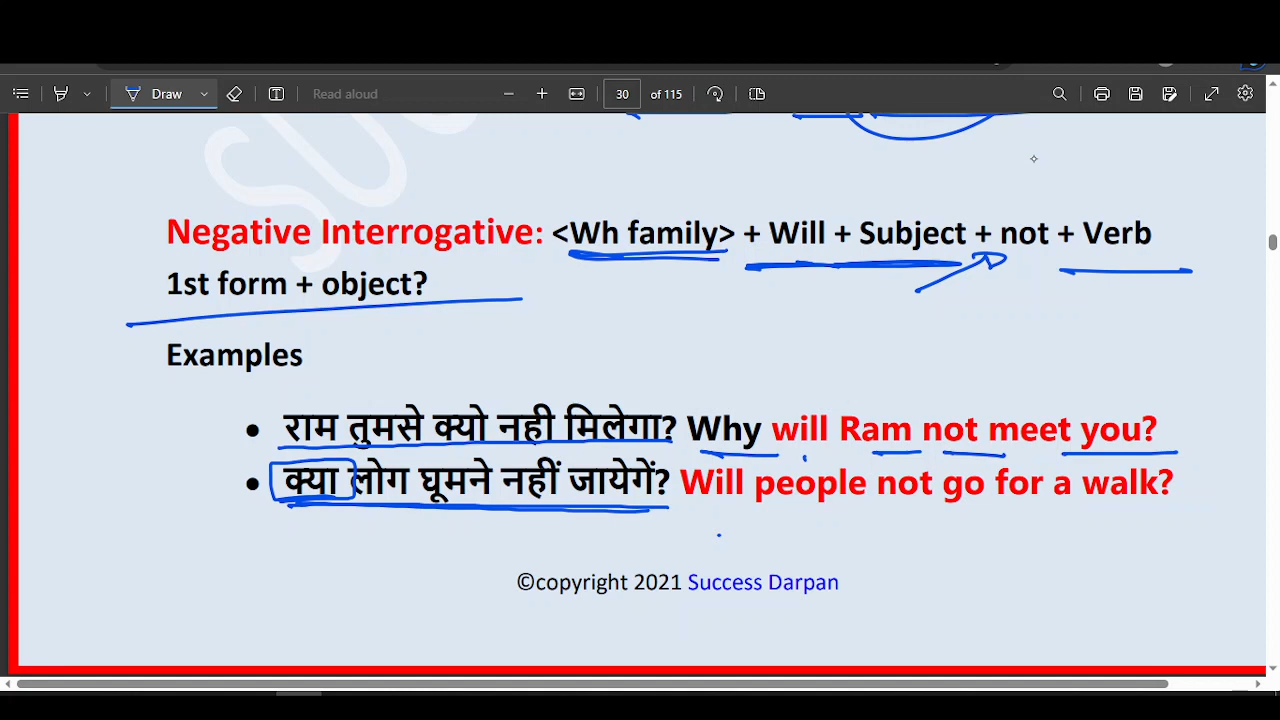 Draw
Read aloud
30 of 115
Negative Interrogative: <Wh family> + Will + Subject + not + Verb
1st form + object?
Examples
• राम तुमसे क्यो नही मिलेगा? Why will Ram not meet you?
• क्या लोग घूमने नहीं जायेगें? Will people not go for a walk?
©copyright 2021 Success Darpan